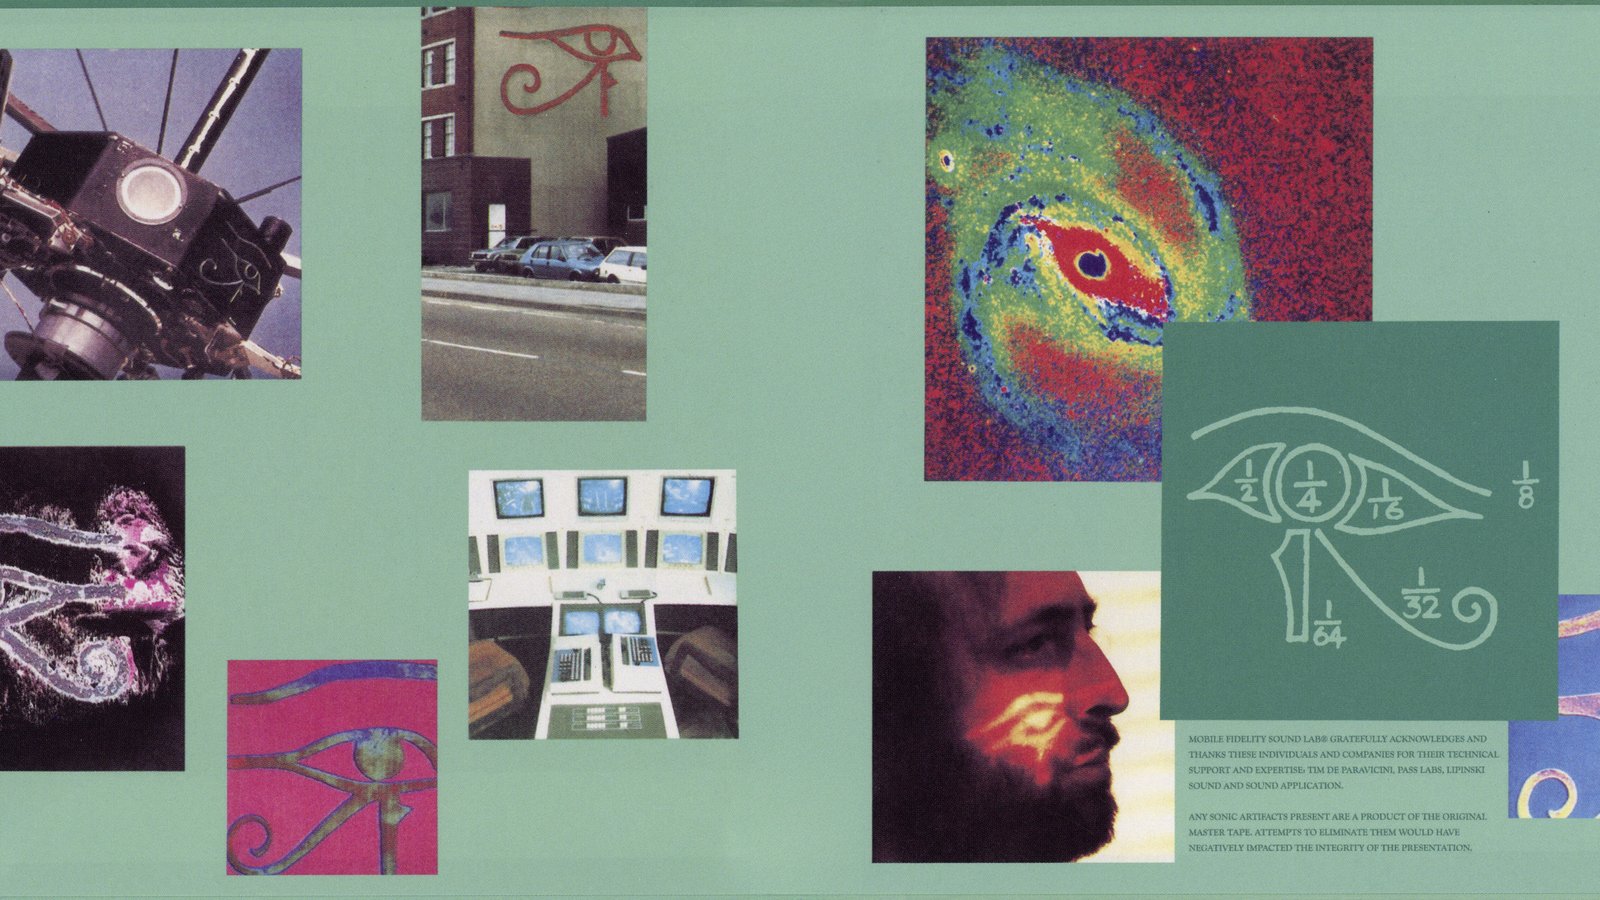 1/2
1/4
1/16
1/8
1/32
1/64
MOBILE FIDELITY SOUND LAB® GRATEFULLY ACKNOWLEDGES AND
THANKS THESE INDIVIDUALS AND COMPANIES FOR THEIR TECHNICAL
SUPPORT AND EXPERTISE: TIM DE PARAVICINI, PASS LABS, LIPINSKI
SOUND AND SOUND APPLICATION.
ANY SONIC ARTIFACTS PRESENT ARE A PRODUCT OF THE ORIGINAL
MASTER TAPE. ATTEMPTS TO ELIMINATE THEM WOULD HAVE
NEGATIVELY IMPACTED THE INTEGRITY OF THE PRESENTATION.